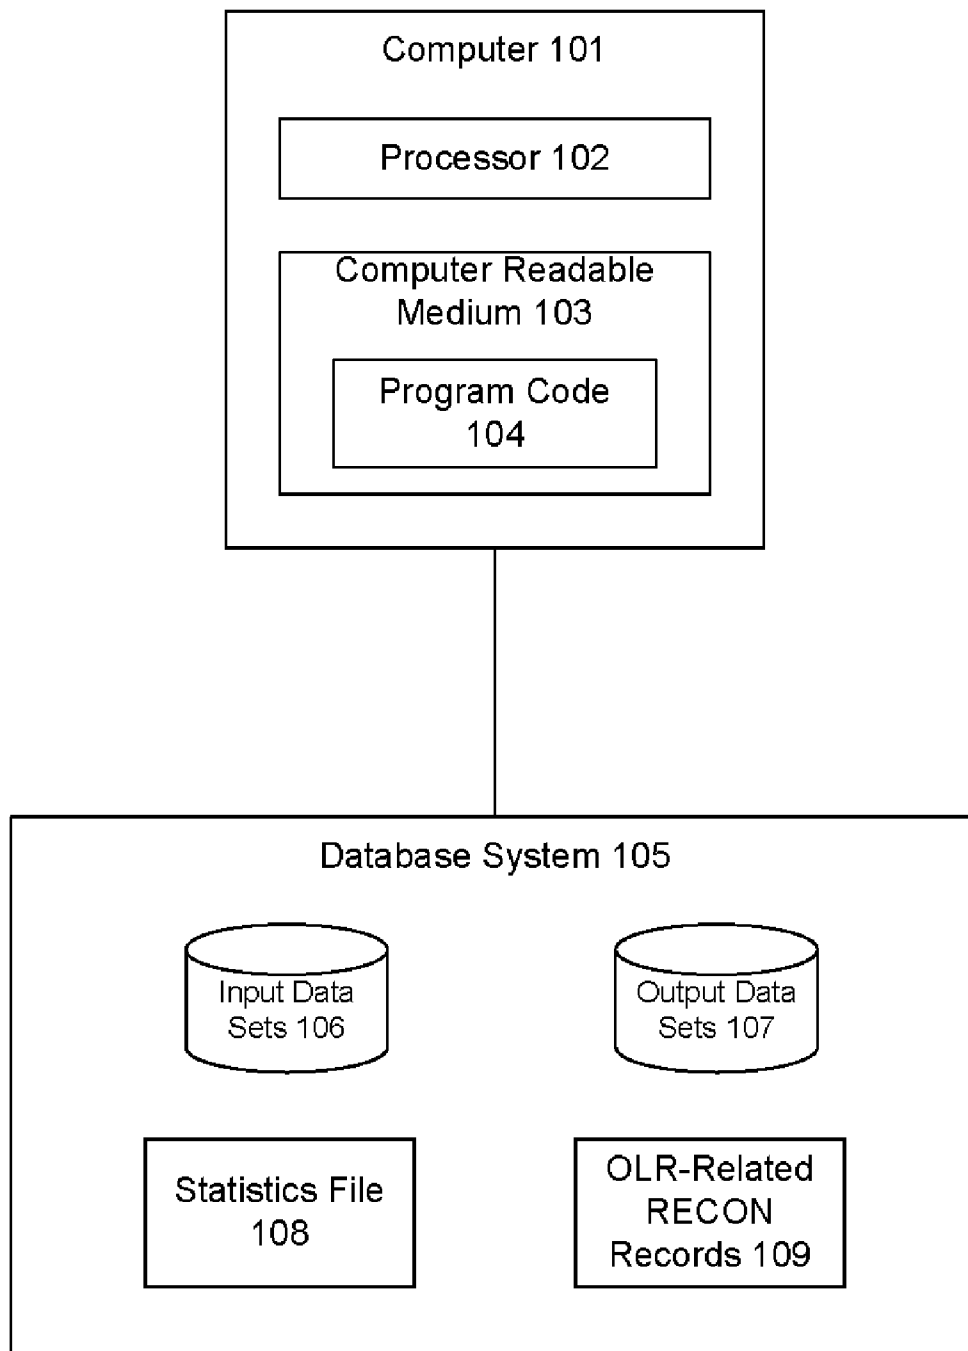 Computer 101
Processor 102
Computer Readable
Medium 103
Program Code
104
Database System 105
Input Data
Sets 106
Output Data
Sets 107
Statistics File
108
OLR-Related
RECON
Records 109